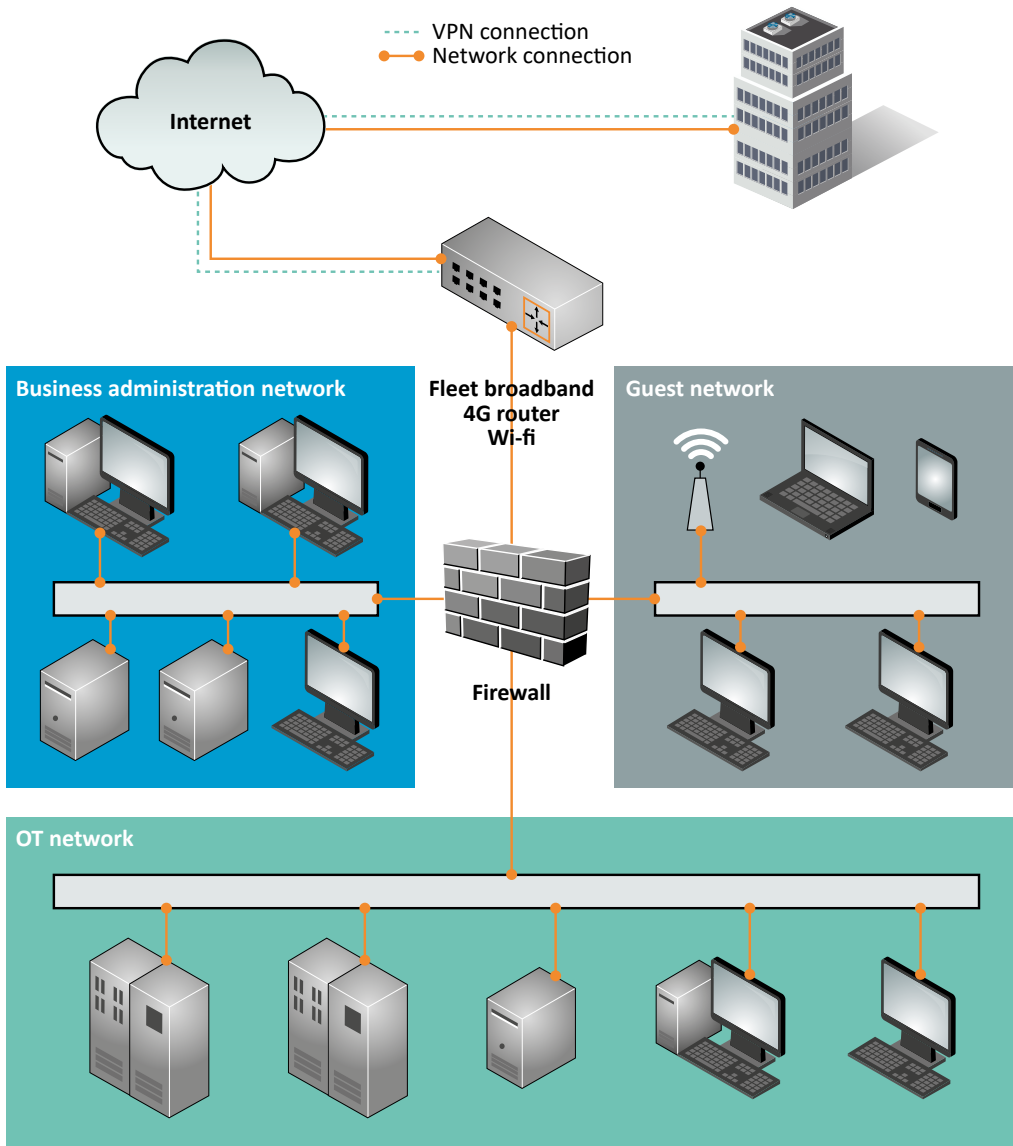 VPN connection
Network connection
Internet
Business administration network
Fleet broadband
4G router
Wi-fi
Guest network
Firewall
OT network